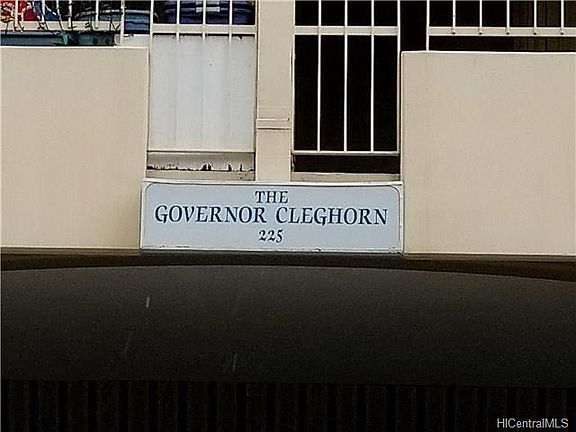 THE
GOVERNOR CLEGHORN
225
HICentralMLS